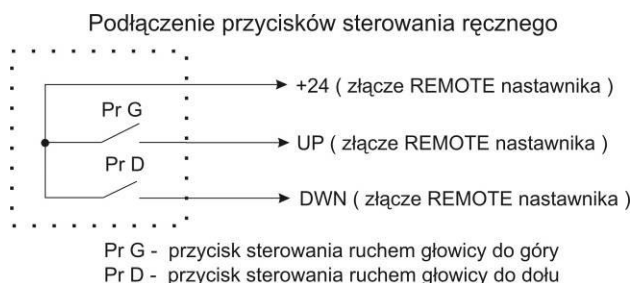 Podłączenie przycisków sterowania ręcznego
+24 ( złącze REMOTE nastawnika )
Pr G
UP ( złącze REMOTE nastawnika )
Pr D
DWN ( złącze REMOTE nastawnika )
Pr G - przycisk sterowania ruchem głowicy do góry
Pr D - przycisk sterowania ruchem głowicy do dołu